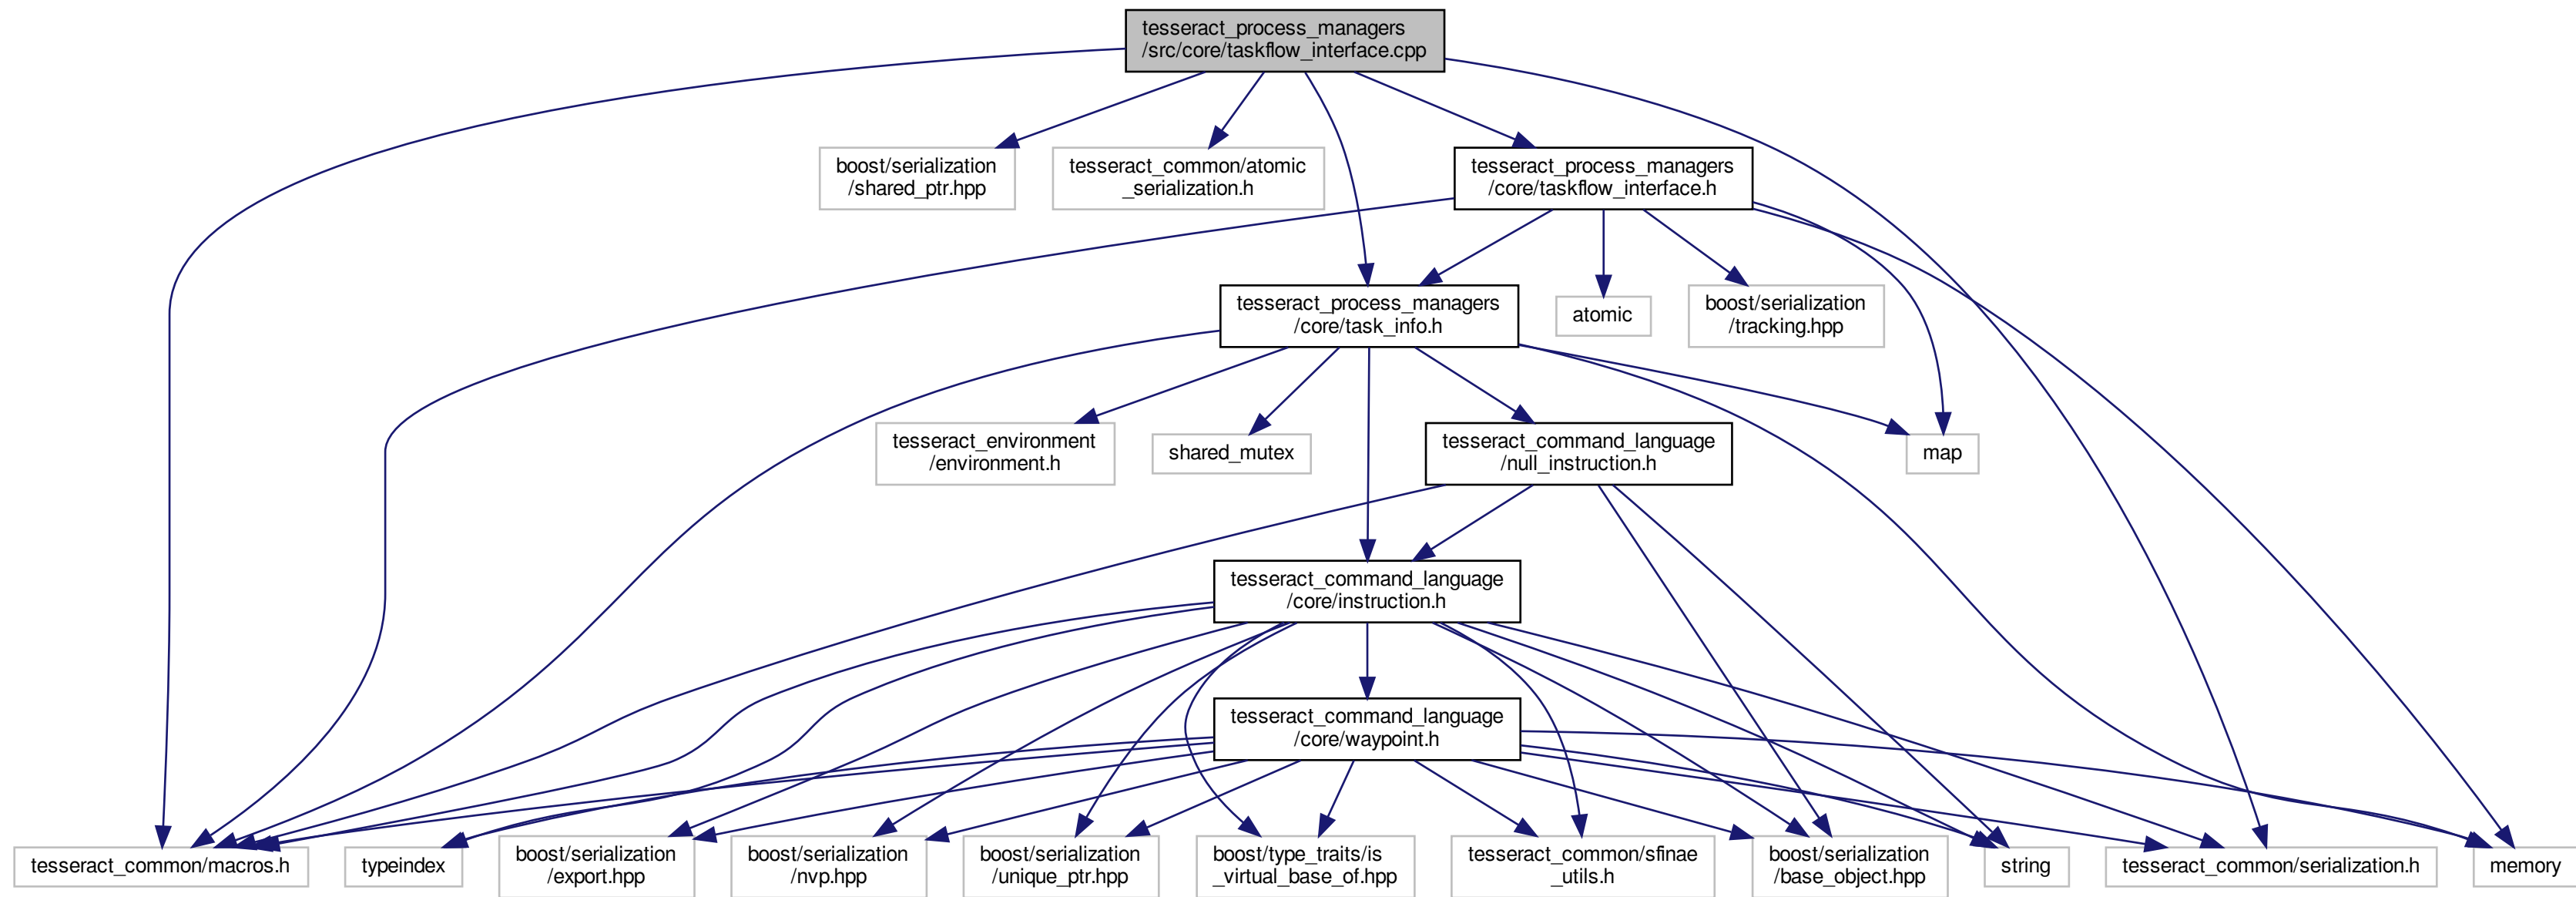 tesseract_process_managers
/src/core/taskflow_interface.cpp
boost/serialization
/shared_ptr.hpp
tesseract_common/atomic
_serialization.h
tesseract_process_managers
/core/taskflow_interface.h
tesseract_process_managers
/core/task_info.h
atomic
boost/serialization
/tracking.hpp
tesseract_environment
/environment.h
shared_mutex
tesseract_command_language
/null_instruction.h
map
tesseract_command_language
/core/instruction.h
tesseract_command_language
/core/waypoint.h
tesseract_common/macros.h
typeindex
boost/serialization
/export.hpp
boost/serialization
/nvp.hpp
boost/serialization
/unique_ptr.hpp
boost/type_traits/is
_virtual_base_of.hpp
tesseract_common/sfinae
_utils.h
boost/serialization
/base_object.hpp
string
tesseract_common/serialization.h
memory